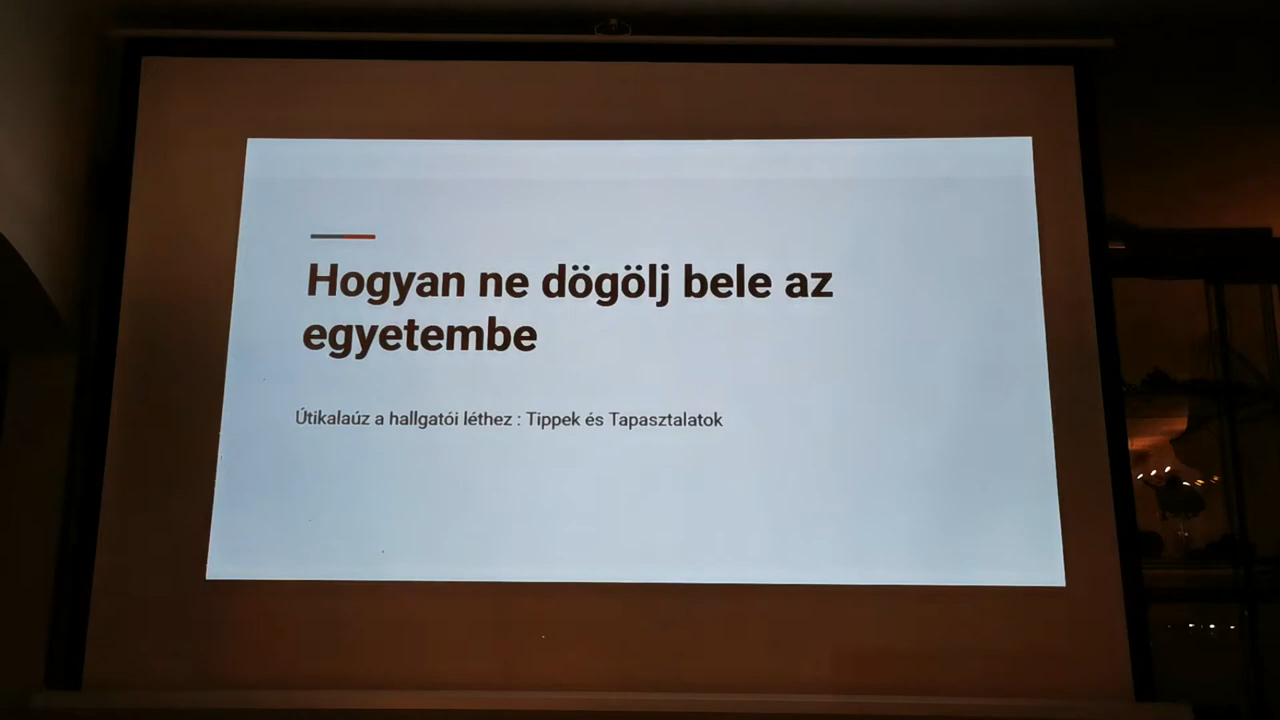 Hogyan ne dögölj bele az
egyetembe
Útikalaúz a hallgatói léthez : Tippek és Tapasztalatok